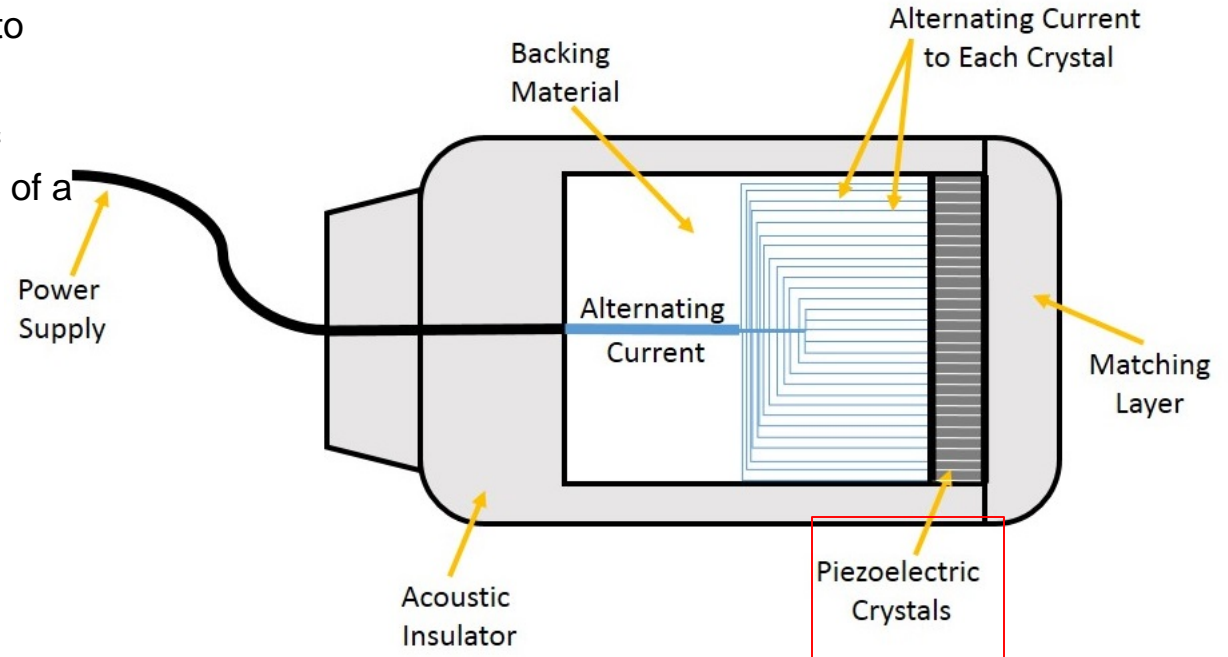 to
of a
Alternating Current
to Each Crystal
Backing
Material
Power
Supply
Alternating
Current
Matching
Layer
Piezoelectric
Crystals
Acoustic
Insulator